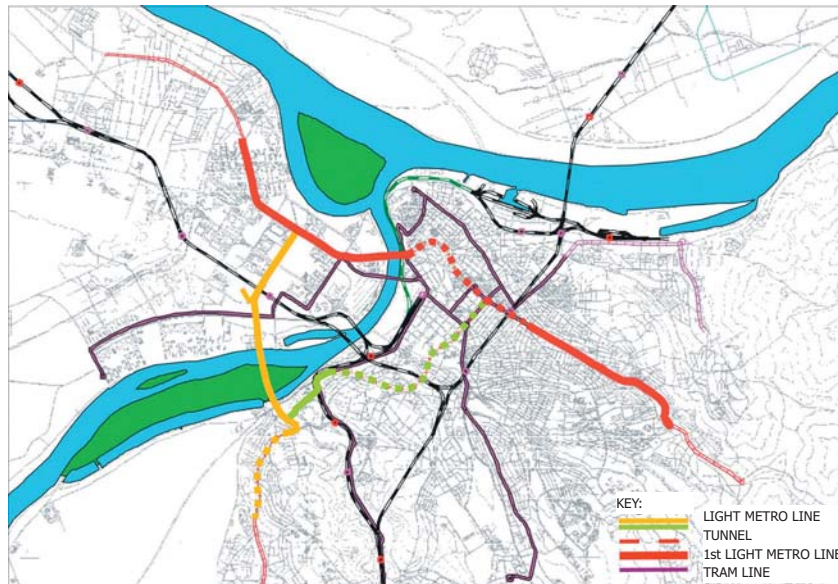 KEY:
LIGHT METRO LINE
TUNNEL
1st LIGHT METRO LINE
TRAM LINE